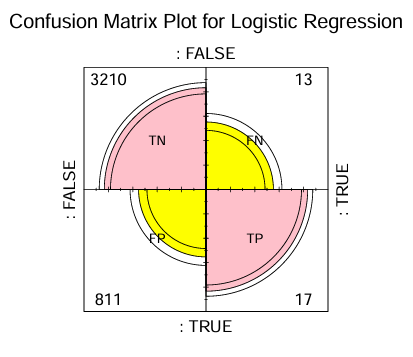 Confusion Matrix Plot for Logistic Regression
: FALSE
3210
13
TN
FN
: FALSE
: TRUE
FP
TP
811
17
: TRUE